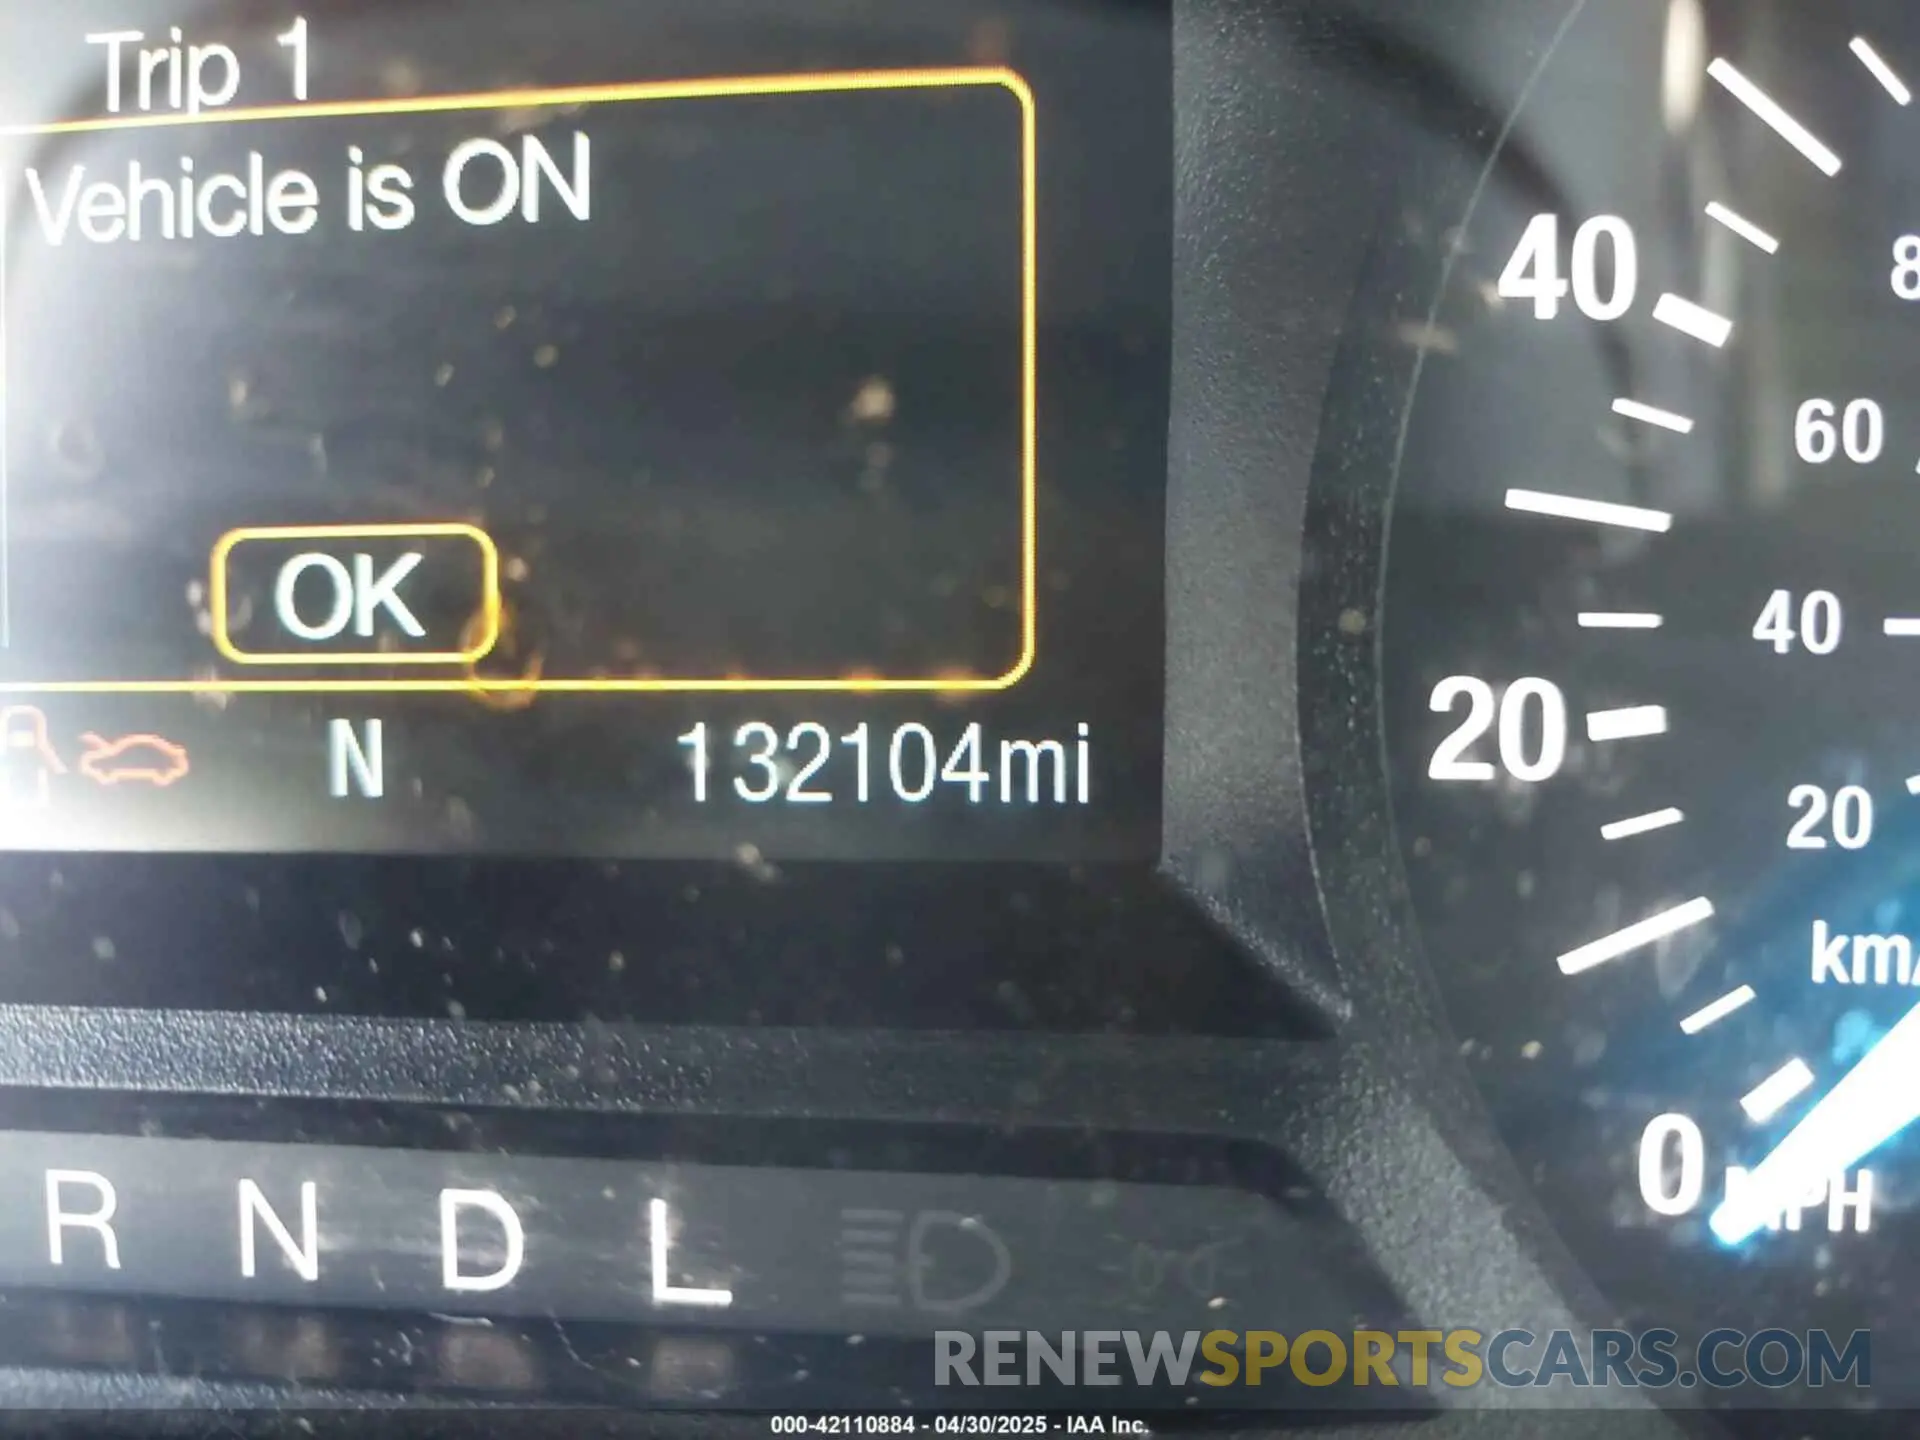 Trip 1
Vehicle is ON
OK
N 132104mi
R N D L
40
20
0
MPH
8
60
40
20
km/
RENEWSPORTSCARS.COM
000-42110884 - 04/30/2025 - IAA Inc.